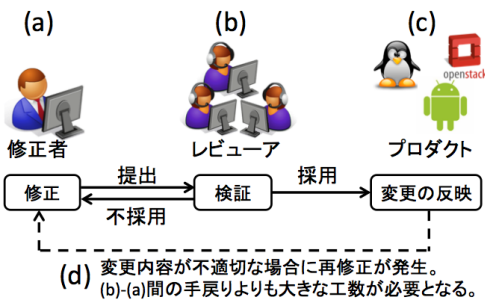 (a)
(b)
(c)
openstack
修正者
レビューア
プロダクト
修正
提出
不採用
検証
採用
変更の反映
(d) 変更内容が不適切な場合に再修正が発生。
(b)-(a)間の手戻りよりも大きな工数が必要となる。